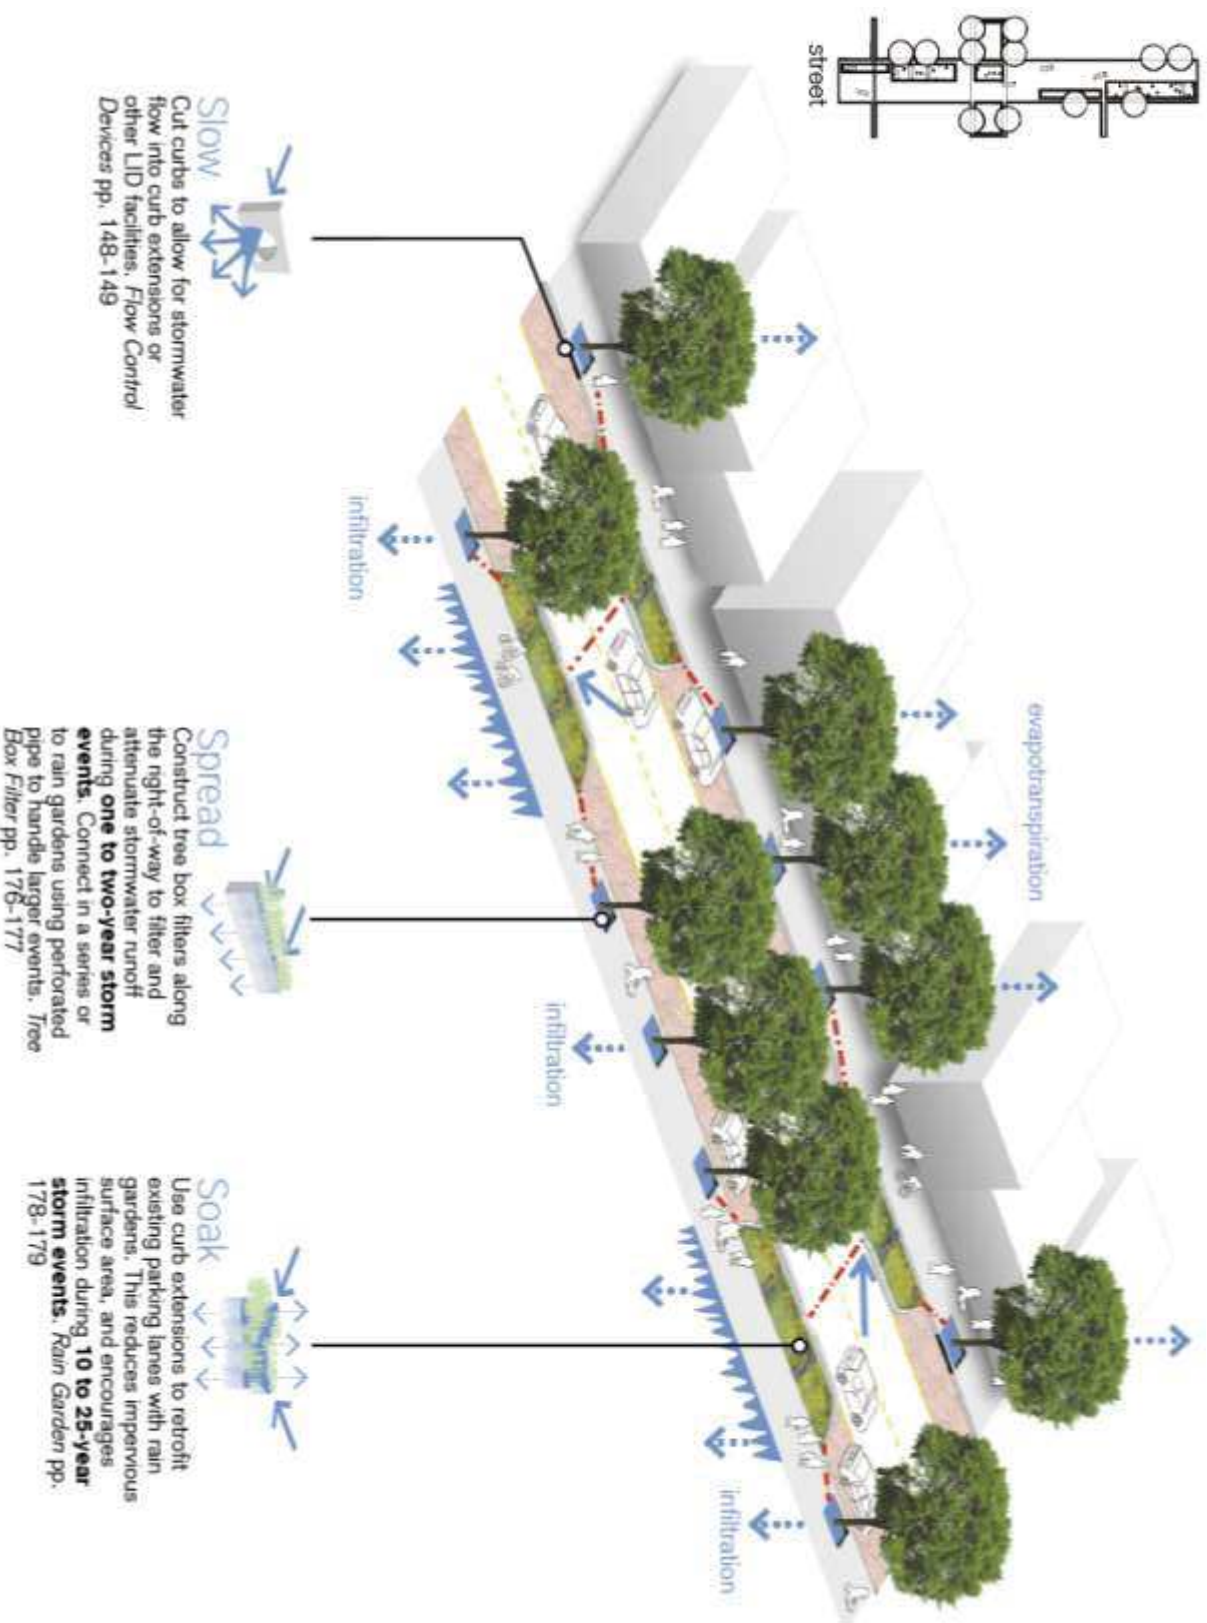 street
evapotranspiration
infiltration
infiltration
infiltration
Slow
Cut curbs to allow for stormwater
flow into curb extensions or
other LID facilities. Flow Control
Devices pp. 148-149
Spread
Construct tree box filters along
the right-of-way to filter and
attenuate stormwater runoff
during one to two-year storm
events. Connect in a series or
to rain gardens using perforated
pipe to handle larger events. Tree
Box Filter pp. 176-177
Soak
Use curb extensions to retrofit
existing parking lanes with rain
gardens. This reduces impervious
surface area, and encourages
infiltration during 10 to 25-year
storm events. Rain Garden pp.
178-179